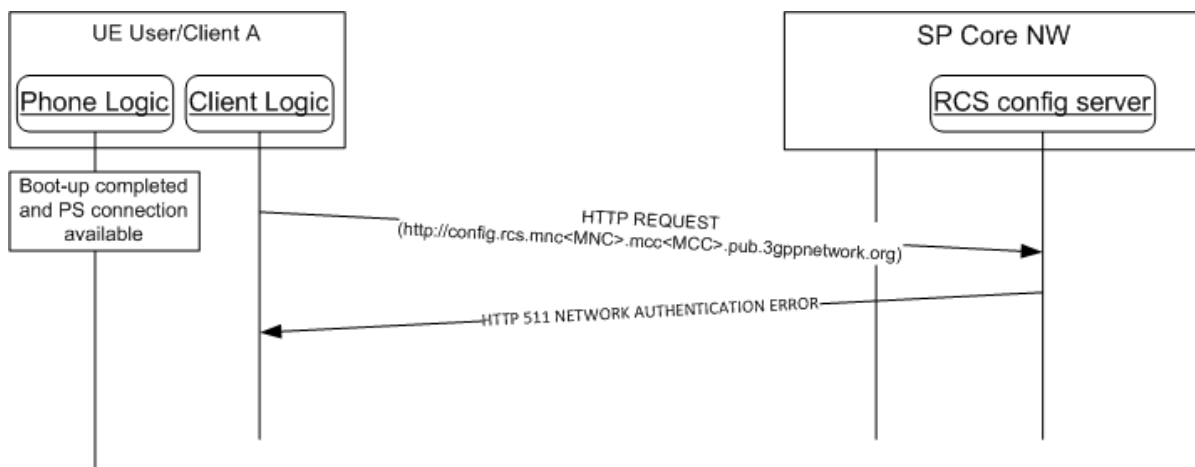 UE User/Client A
SP Core NW
Phone Logic
Client Logic
RCS config server
Boot-up completed
and PS connection
available
HTTP REQUEST
(http://config.rcs.mnc<MNC>.mcc<MCC>.pub.3gppnetwork.org)
HTTP 511 NETWORK AUTHENTICATION ERROR